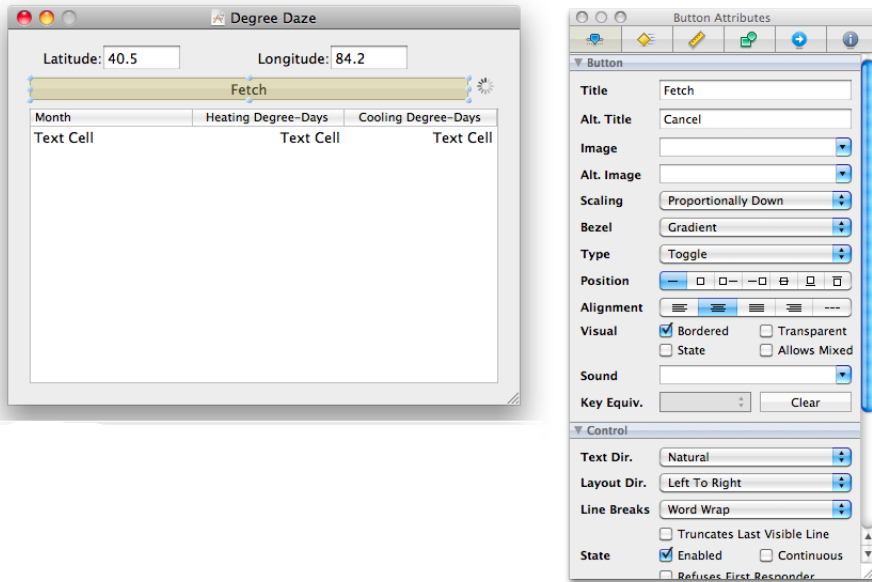 Degree Daze
Latitude: 40.5 Longitude: 84.2
Fetch
Month Heating Degree-Days Cooling Degree-Days
Text Cell Text Cell Text Cell
Button Attributes
Button
Title Fetch
Alt. Title Cancel
Image
Alt. Image
Scaling Proportionally Down
Bezel Gradient
Type Toggle
Position
Alignment
Visual Bordered Transparent
State Allows Mixed
Sound
Key Equiv. Clear
Control
Text Dir. Natural
Layout Dir. Left To Right
Line Breaks Word Wrap
Truncates Last Visible Line
State Enabled Continuous
Refuses First Responder